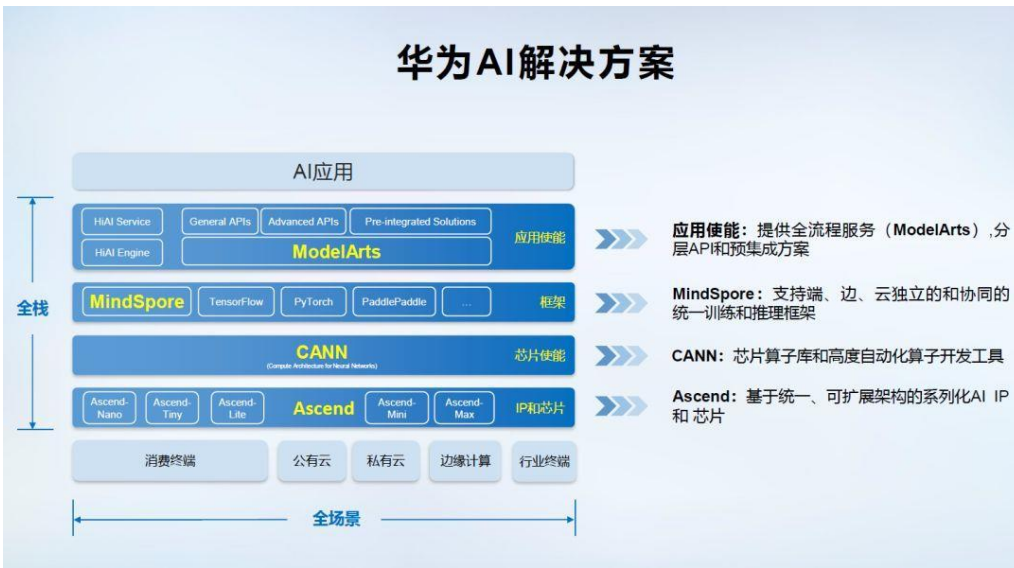 华为AI解决方案
AI应用
HiAI Service
General APIs
Advanced APIs
Pre-integrated Solutions
HiAI Engine
ModelArts
应用使能
应用使能：提供全流程服务（ModelArts）,分
层API和预集成方案
全栈
MindSpore
TensorFlow
PyTorch
PaddlePaddle
...
框架
MindSpore：支持端、边、云独立的和协同的
统一训练和推理框架
CANN
(Compute Architecture for Neural Networks)
芯片使能
CANN：芯片算子库和高度自动化算子开发工具
Ascend-
Nano
Ascend-
Tiny
Ascend-
Lite
Ascend
Ascend-
Mini
Ascend-
Max
IP和芯片
Ascend：基于统一、可扩展架构的系列化AI IP
和 芯片
消费终端
公有云
私有云
边缘计算
行业终端
全场景